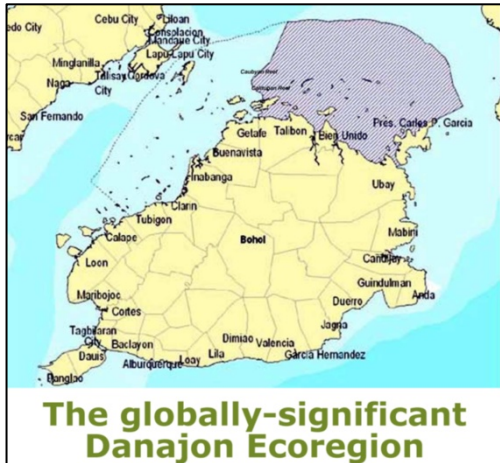 edo City
Cebu City
Liloan
Consolacion
Mandaue City
Lapu-Lapu City
Minglanilla
Talisay
City
Cordova
Naga
San Fernando
Carcar
Caubyan Reef
Pres. Carlos P. Garcia
Getafe
Talibon
Bien Unido
Buenavista
Inabanga
Ubay
Clarin
Tubigon
Bohol
Mabini
Calape
Candijay
Loon
Guindulman
Anda
Maribojoc
Duero
Cortes
Jagna
Tagbilaran
City
Baclayon
Dimiao
Valencia
Garcia Hernandez
Dauis
Alburquerque
Loay
Lila
Panglao
The globally-significant
Danajon Ecoregion